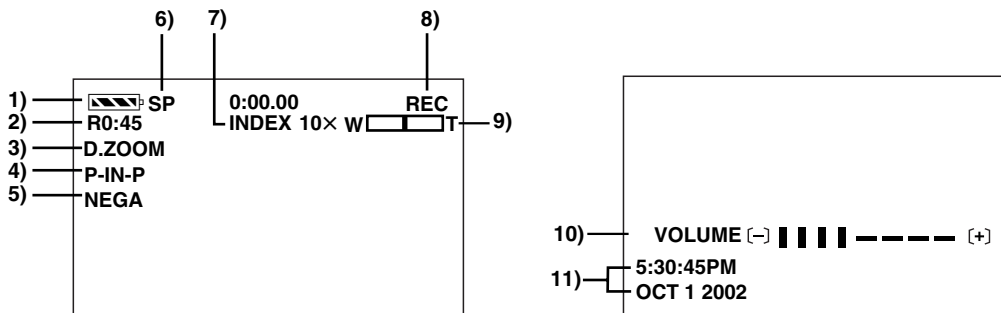 6) 7) 8)
1) SP 0:00.00 REC
2) R0:45 INDEX 10× W T 9)
3) D.ZOOM
4) P-IN-P
5) NEGA
10) VOLUME [−] [+]
11) 5:30:45PM
OCT 1 2002